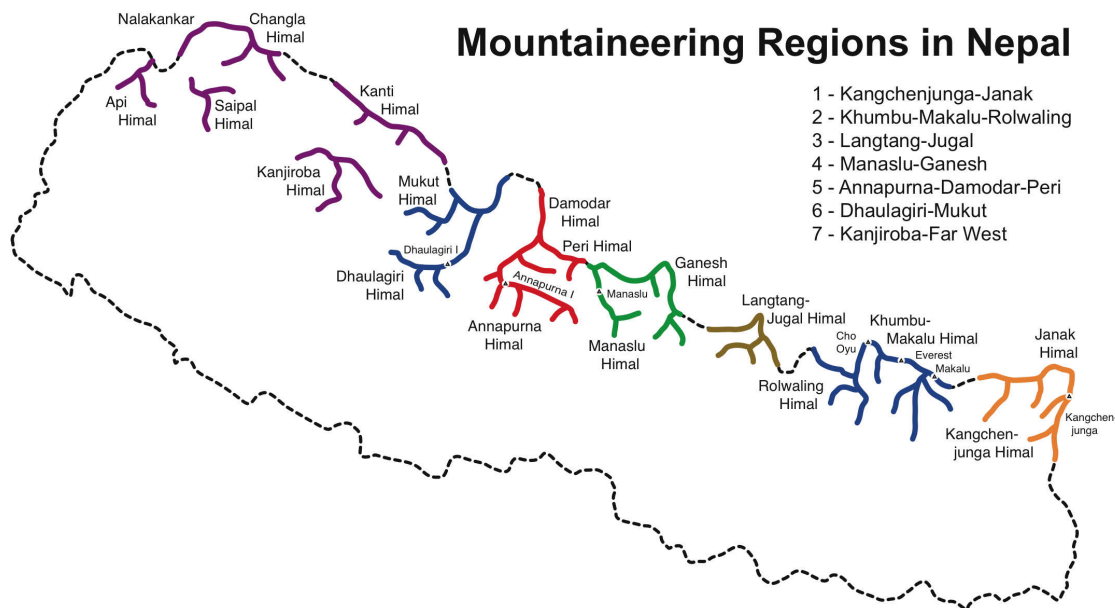 Mountaineering Regions in Nepal
1 - Kangchenjunga-Janak
2 - Khumbu-Makalu-Rolwaling
3 - Langtang-Jugal
4 - Manaslu-Ganesh
5 - Annapurna-Damodar-Peri
6 - Dhaulagiri-Mukut
7 - Kanjiroba-Far West
Nalakankar
Changla
Himal
Api
Himal
Saipal
Himal
Kanti
Himal
Kanjiroba
Himal
Mukut
Himal
Dhaulagiri I
Dhaulagiri
Himal
Damodar
Himal
Peri Himal
Annapurna I
Annapurna
Himal
Manaslu
Manaslu
Himal
Ganesh
Himal
Langtang-
Jugal Himal
Rolwaling
Himal
Cho
Oyu
Khumbu-
Makalu Himal
Everest
Makalu
Janak
Himal
Kangchen-
junga
Kangchen-
junga Himal